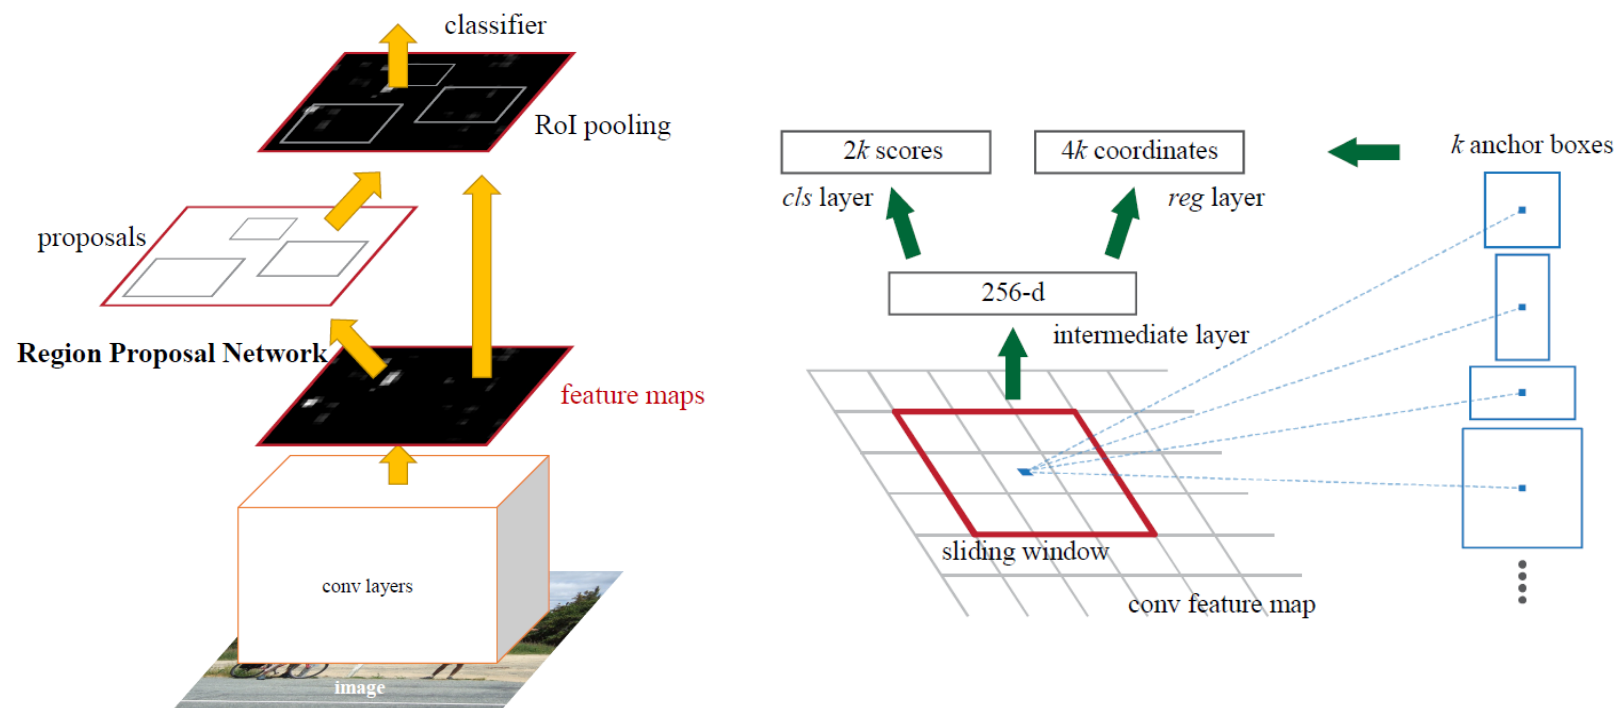 classifier
RoI pooling
proposals
Region Proposal Network
feature maps
conv layers
image
2k scores
4k coordinates
k anchor boxes
cls layer
reg layer
256-d
intermediate layer
sliding window
conv feature map